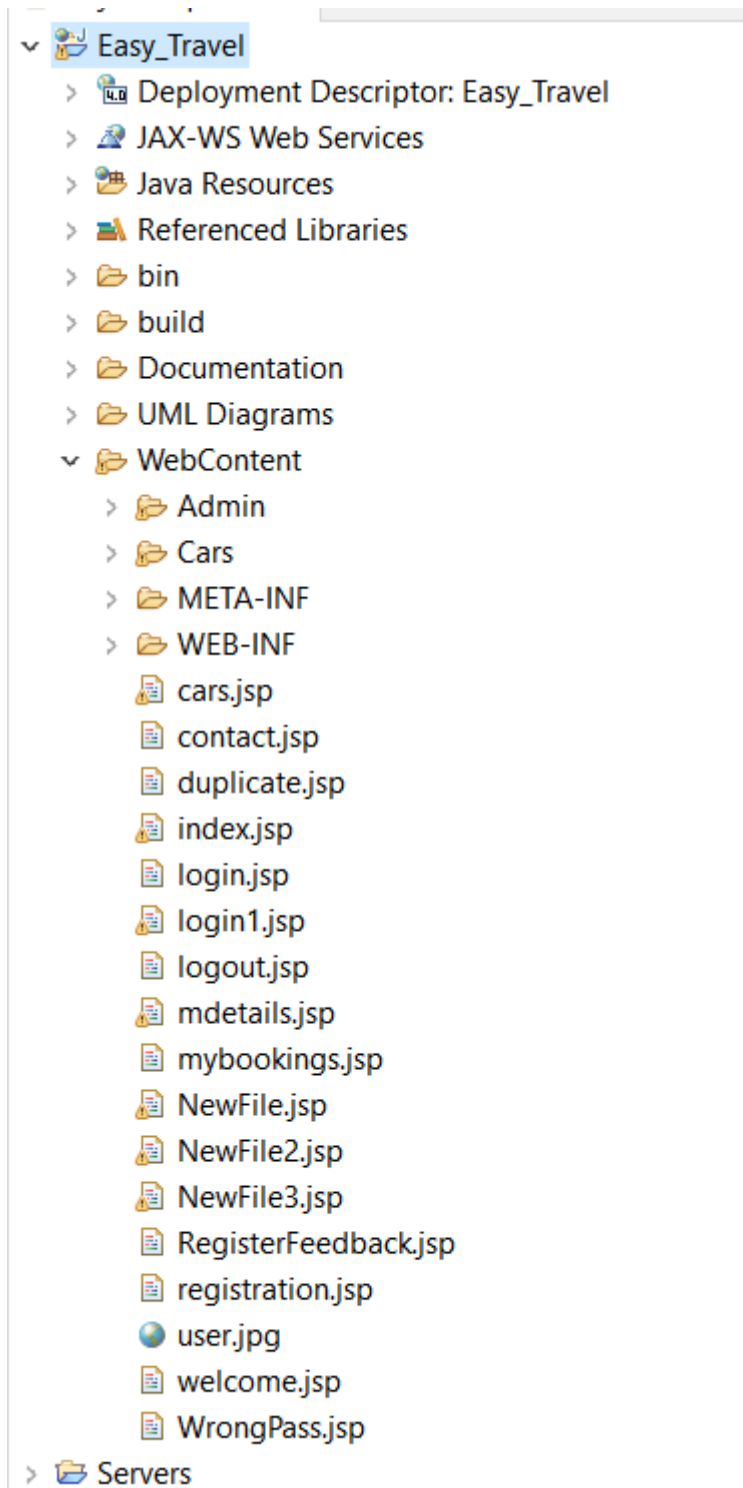 Easy_Travel
Deployment Descriptor: Easy_Travel
JAX-WS Web Services
Java Resources
Referenced Libraries
bin
build
Documentation
UML Diagrams
WebContent
Admin
Cars
META-INF
WEB-INF
cars.jsp
contact.jsp
duplicate.jsp
index.jsp
login.jsp
login1.jsp
logout.jsp
mdetails.jsp
mybookings.jsp
NewFile.jsp
NewFile2.jsp
NewFile3.jsp
RegisterFeedback.jsp
registration.jsp
user.jpg
welcome.jsp
WrongPass.jsp
Servers